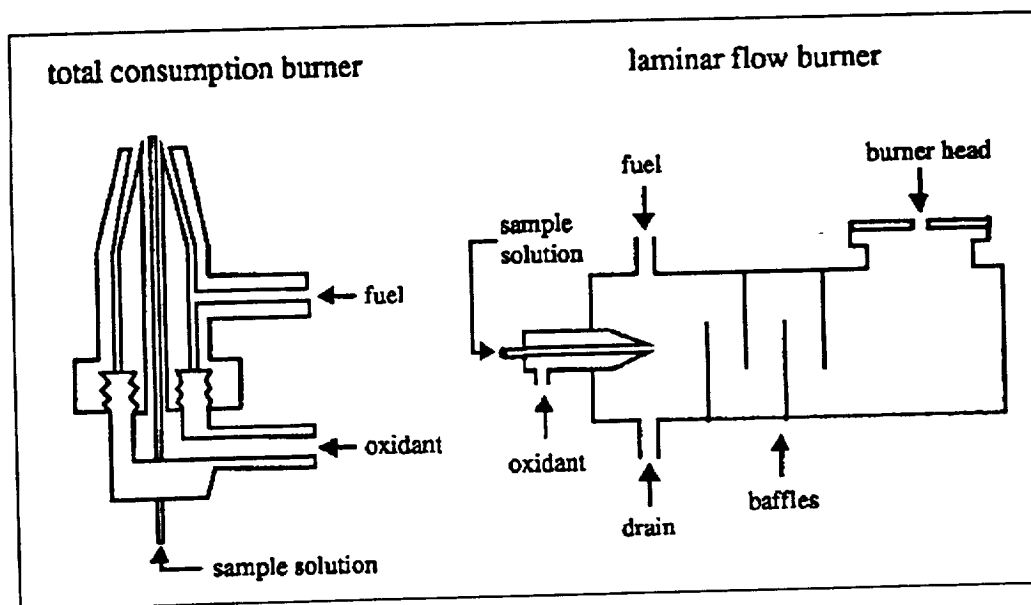 total consumption burner
fuel
oxidant
sample solution
laminar flow burner
fuel
burner head
sample
solution
oxidant
drain
baffles